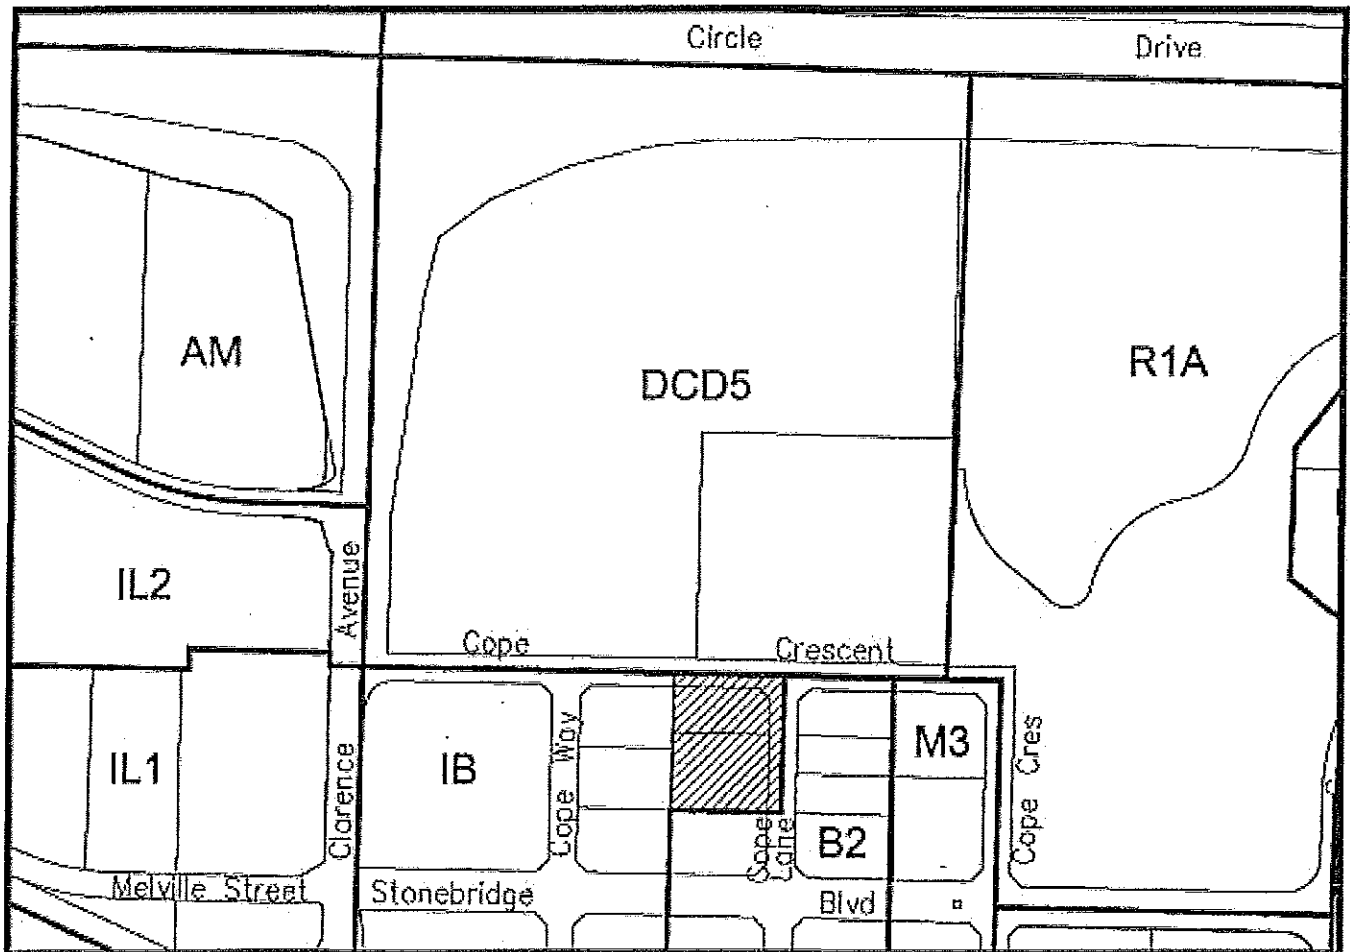 Circle
Drive
AM
DCD5
R1A
IL2
Avenue
Cope
Crescent
IL1
Clarence
IB
Cope Way
M3
Cope Cres
B2
Lane
Melville Street
Stonebridge
Blvd